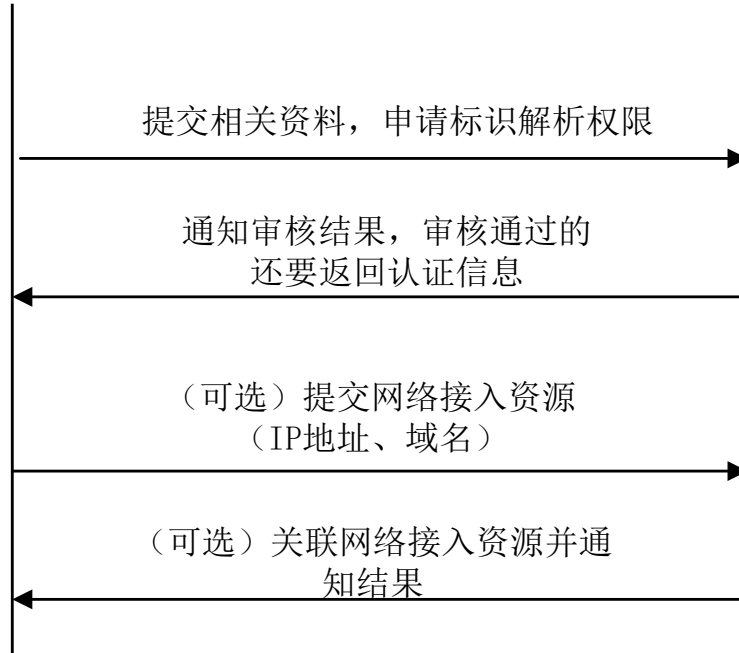 提交相关资料，申请标识解析权限
通知审核结果，审核通过的
还要返回认证信息
（可选）提交网络接入资源
（IP地址、域名）
（可选）关联网络接入资源并通
知结果